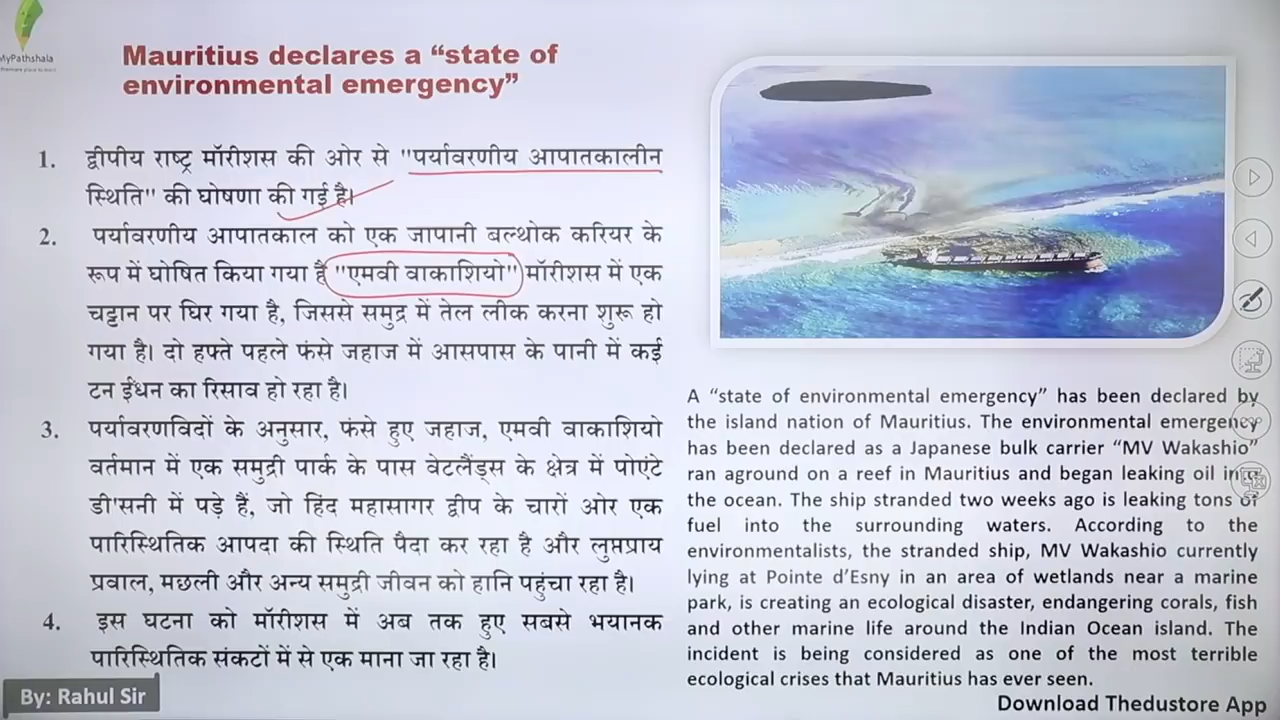 MyPathshala
Mauritius declares a “state of
environmental emergency”
1. द्वीपीय राष्ट्र मॉरीशस की ओर से "पर्यावरणीय आपातकालीन
स्थिति" की घोषणा की गई है।
2. पर्यावरणीय आपातकाल को एक जापानी बल्थोक करियर के
रूप में घोषित किया गया है "एमवी वाकाशियो" मॉरीशस में एक
चट्टान पर घिर गया है, जिससे समुद्र में तेल लीक करना शुरू हो
गया है। दो हफ्ते पहले फंसे जहाज में आसपास के पानी में कई
टन ईंधन का रिसाव हो रहा है।
3. पर्यावरणविदों के अनुसार, फंसे हुए जहाज, एमवी वाकाशियो
वर्तमान में एक समुद्री पार्क के पास वेटलैंड्स के क्षेत्र में पोएंटे
डी'सनी में पड़े हैं, जो हिंद महासागर द्वीप के चारों ओर एक
पारिस्थितिक आपदा की स्थिति पैदा कर रहा है और लुप्तप्राय
प्रवाल, मछली और अन्य समुद्री जीवन को हानि पहुंचा रहा है।
4. इस घटना को मॉरीशस में अब तक हुए सबसे भयानक
पारिस्थितिक संकटों में से एक माना जा रहा है।
A “state of environmental emergency” has been declared by
the island nation of Mauritius. The environmental emergency
has been declared as a Japanese bulk carrier “MV Wakashio”
ran aground on a reef in Mauritius and began leaking oil into
the ocean. The ship stranded two weeks ago is leaking tons of
fuel into the surrounding waters. According to the
environmentalists, the stranded ship, MV Wakashio currently
lying at Pointe d’Esny in an area of wetlands near a marine
park, is creating an ecological disaster, endangering corals, fish
and other marine life around the Indian Ocean island. The
incident is being considered as one of the most terrible
ecological crises that Mauritius has ever seen.
By: Rahul Sir
Download Thedustore App